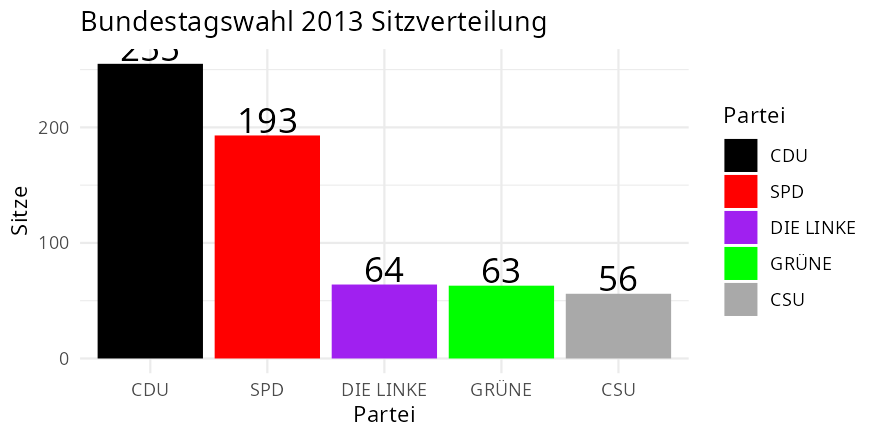 Bundestagswahl 2013 Sitzverteilung
255
193
64
63
56
200
100
0
Sitze
CDU
SPD
DIE LINKE
GRÜNE
CSU
Partei
Partei
CDU
SPD
DIE LINKE
GRÜNE
CSU